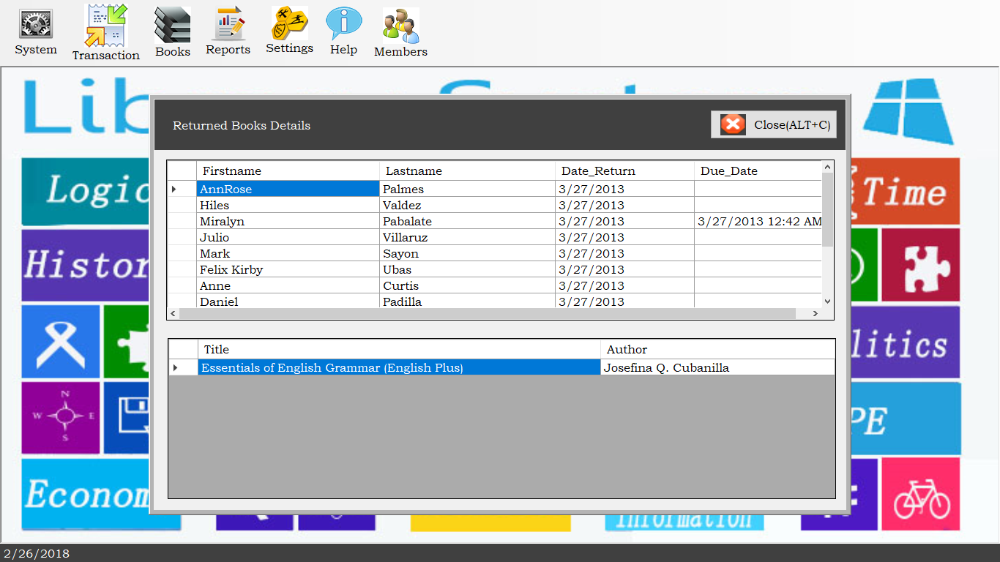 System Transaction Books Reports Settings Help Members
Lib
Returned Books Details Close(ALT+C)
Firstname Lastname Date_Return Due_Date
AnnRose Palmes 3/27/2013
Hiles Valdez 3/27/2013
Miralyn Pabalate 3/27/2013 3/27/2013 12:42 AM
Julio Villaruz 3/27/2013
Mark Sayon 3/27/2013
Felix Kirby Ubas 3/27/2013
Anne Curtis 3/27/2013
Daniel Padilla 3/27/2013
Title Author
Essentials of English Grammar (English Plus) Josefina Q. Cubanilla
Logic
Time
Histor
litics
N
W E
S
PE
Econom
Information
2/26/2018